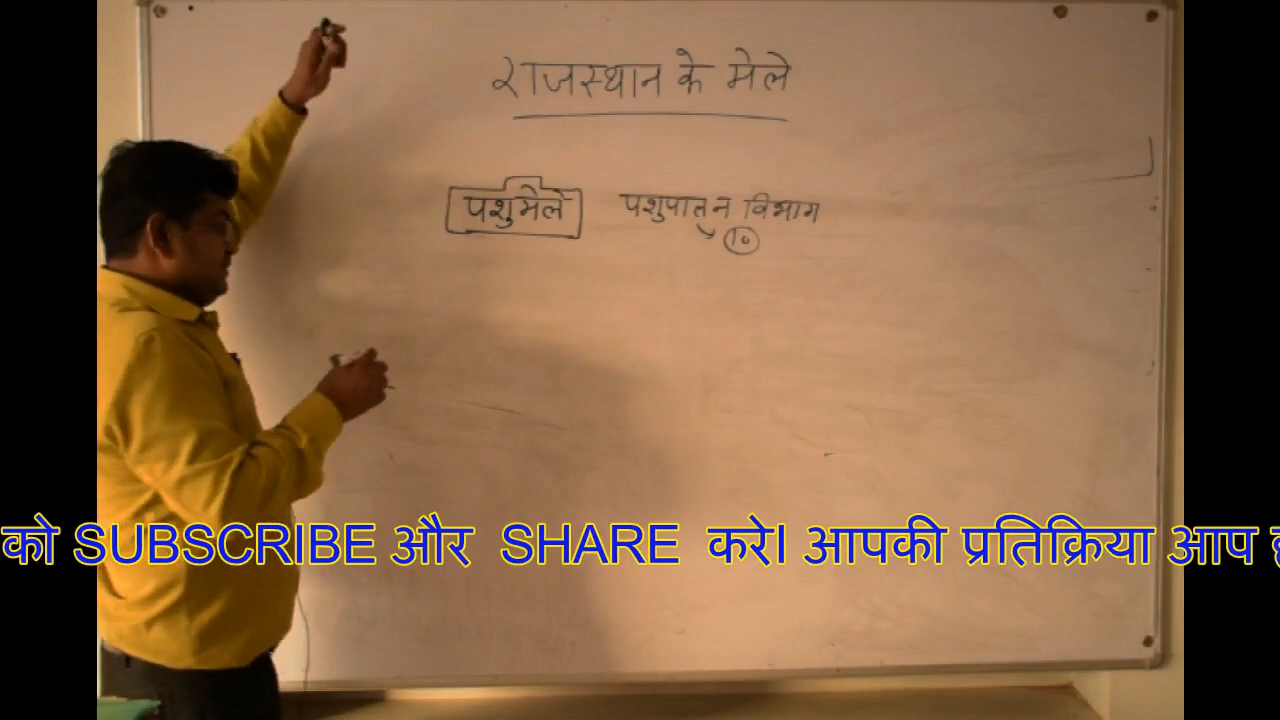 राजस्थान के मेले
पशुमेले पशुपालन विभाग
10
को SUBSCRIBE और SHARE करे। आपकी प्रतिक्रिया आप